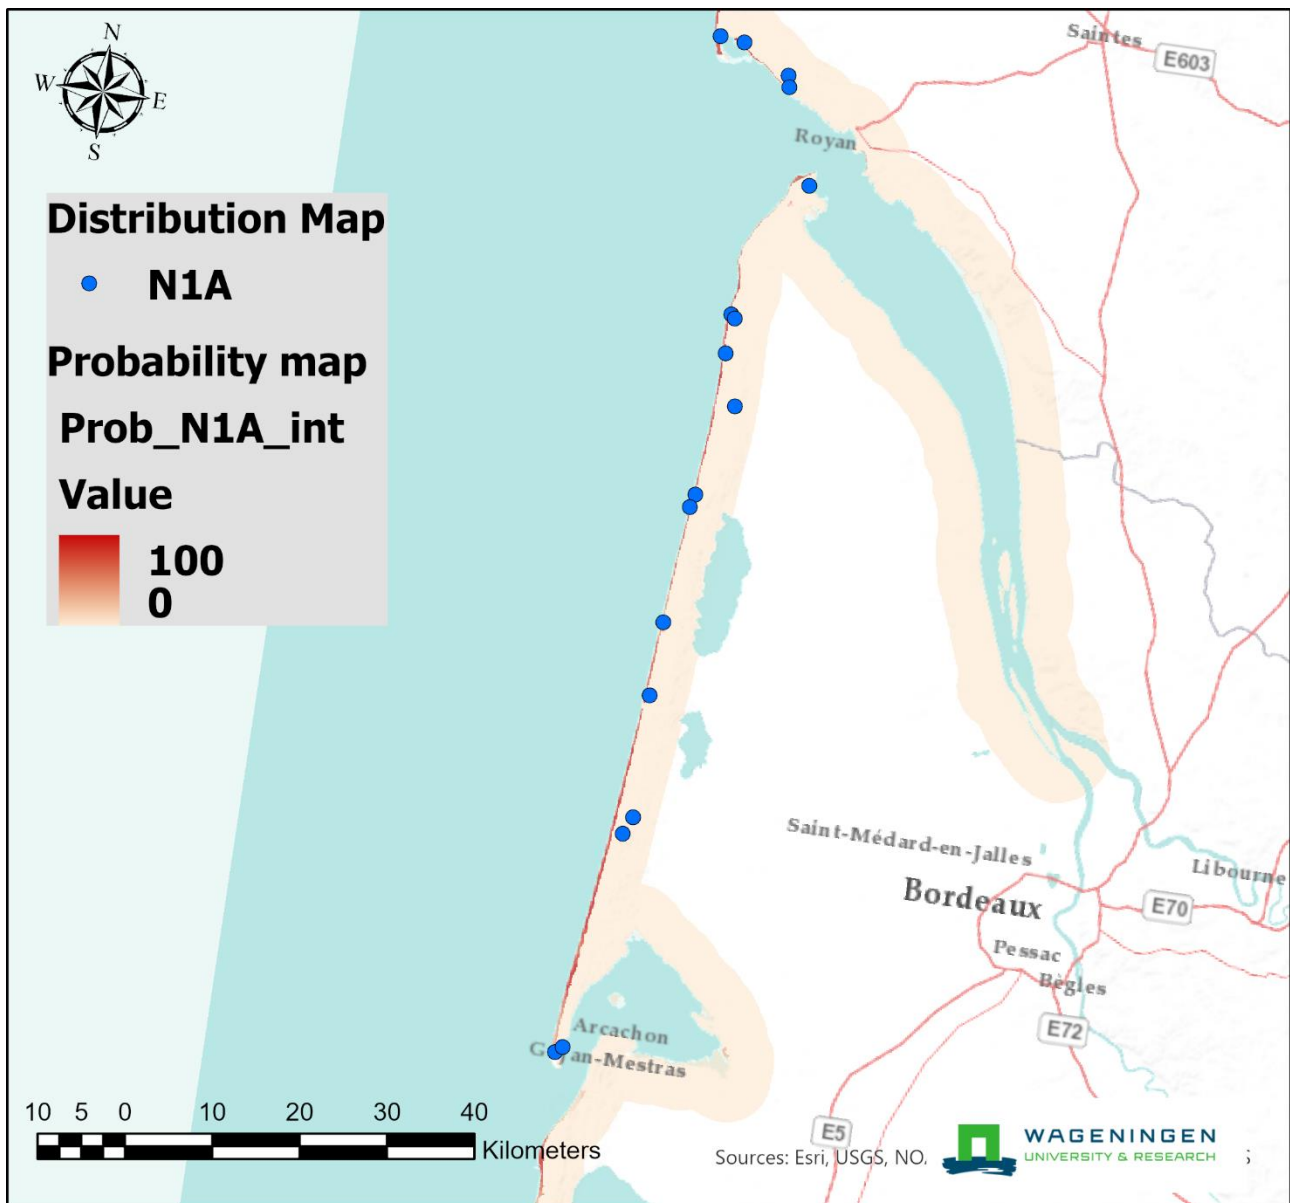 N
W E
S
Saintes
E603
Royan
Distribution Map
N1A
Probability map
Prob_N1A_int
Value
100
0
Saint-Médard-en-Jalles
Libourne
Bordeaux
E70
Pessac
Bègles
E72
Arcachon
Gujan-Mestras
10 5 0 10 20 30 40
Kilometers
E5
Sources: Esri, USGS, NO
WAGENINGEN
UNIVERSITY & RESEARCH
S